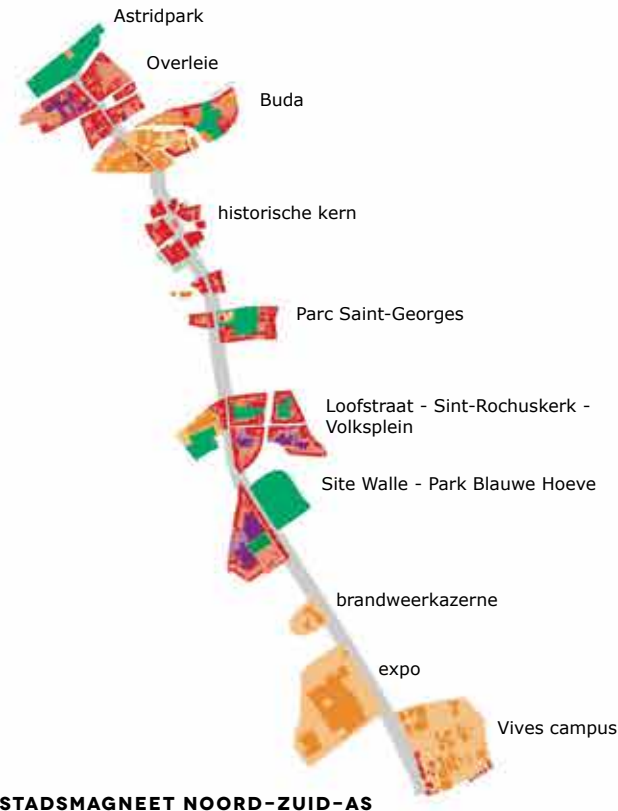 Astridpark
Overleie
Buda
historische kern
Parc Saint-Georges
Loofstraat - Sint-Rochuskerk -
Volksplein
Site Walle - Park Blauwe Hoeve
brandweerkazerne
expo
Vives campus
STADSMAGNEET NOORD-ZUID-AS